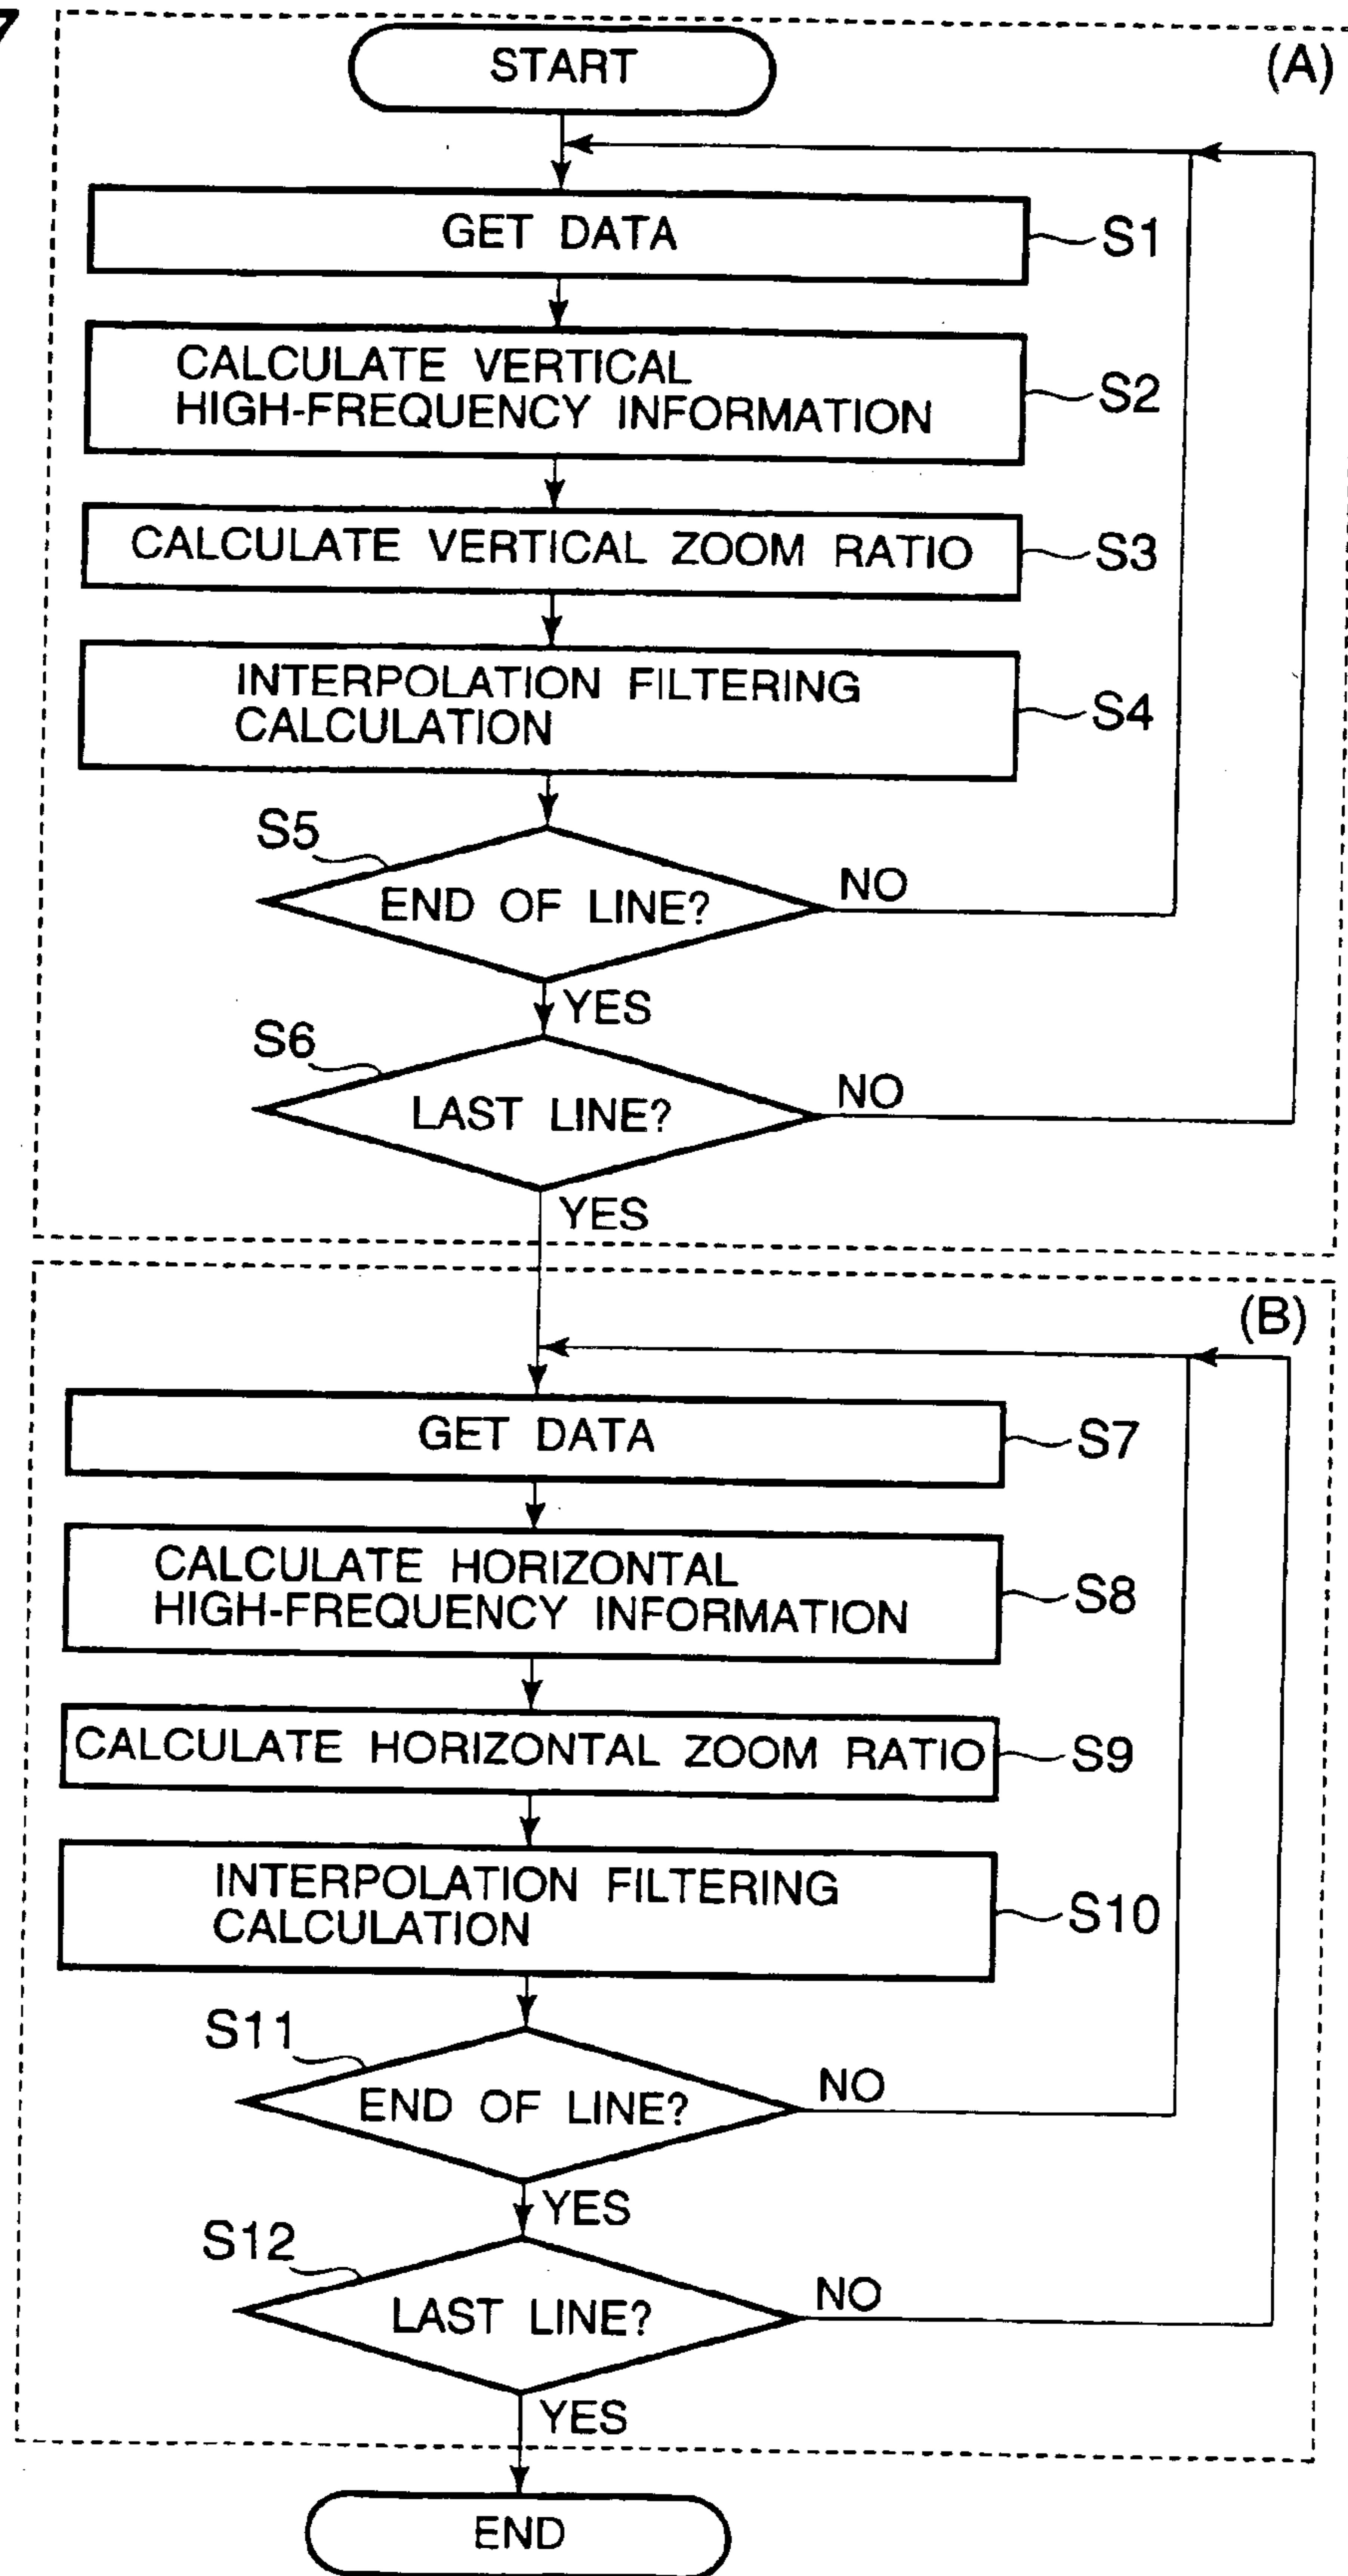 7
START
(A)
GET DATA
S1
CALCULATE VERTICAL
HIGH-FREQUENCY INFORMATION
S2
CALCULATE VERTICAL ZOOM RATIO
S3
INTERPOLATION FILTERING
CALCULATION
S4
S5
END OF LINE?
NO
YES
S6
LAST LINE?
NO
YES
(B)
GET DATA
S7
CALCULATE HORIZONTAL
HIGH-FREQUENCY INFORMATION
S8
CALCULATE HORIZONTAL ZOOM RATIO
S9
INTERPOLATION FILTERING
CALCULATION
S10
S11
END OF LINE?
NO
YES
S12
LAST LINE?
NO
YES
END